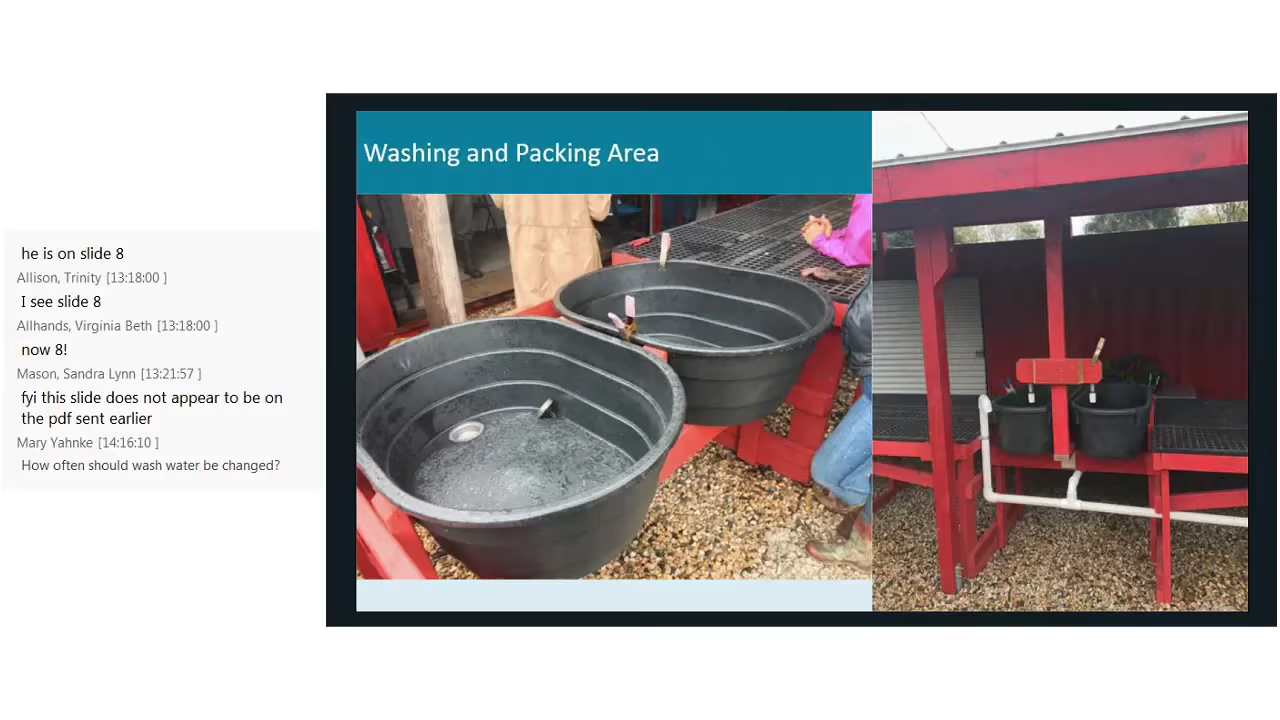 he is on slide 8
Allison, Trinity [13:18:00 ]
I see slide 8
Allhands, Virginia Beth [13:18:00 ]
now 8!
Mason, Sandra Lynn [13:21:57 ]
fyi this slide does not appear to be on
the pdf sent earlier
Mary Yahnke [14:16:10 ]
How often should wash water be changed?
Washing and Packing Area